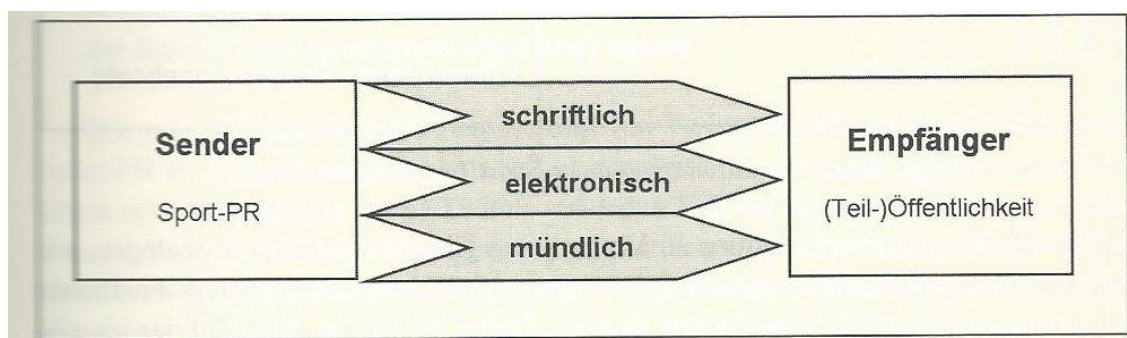 Sender
Sport-PR
schriftlich
elektronisch
mündlich
Empfänger
(Teil-)Öffentlichkeit